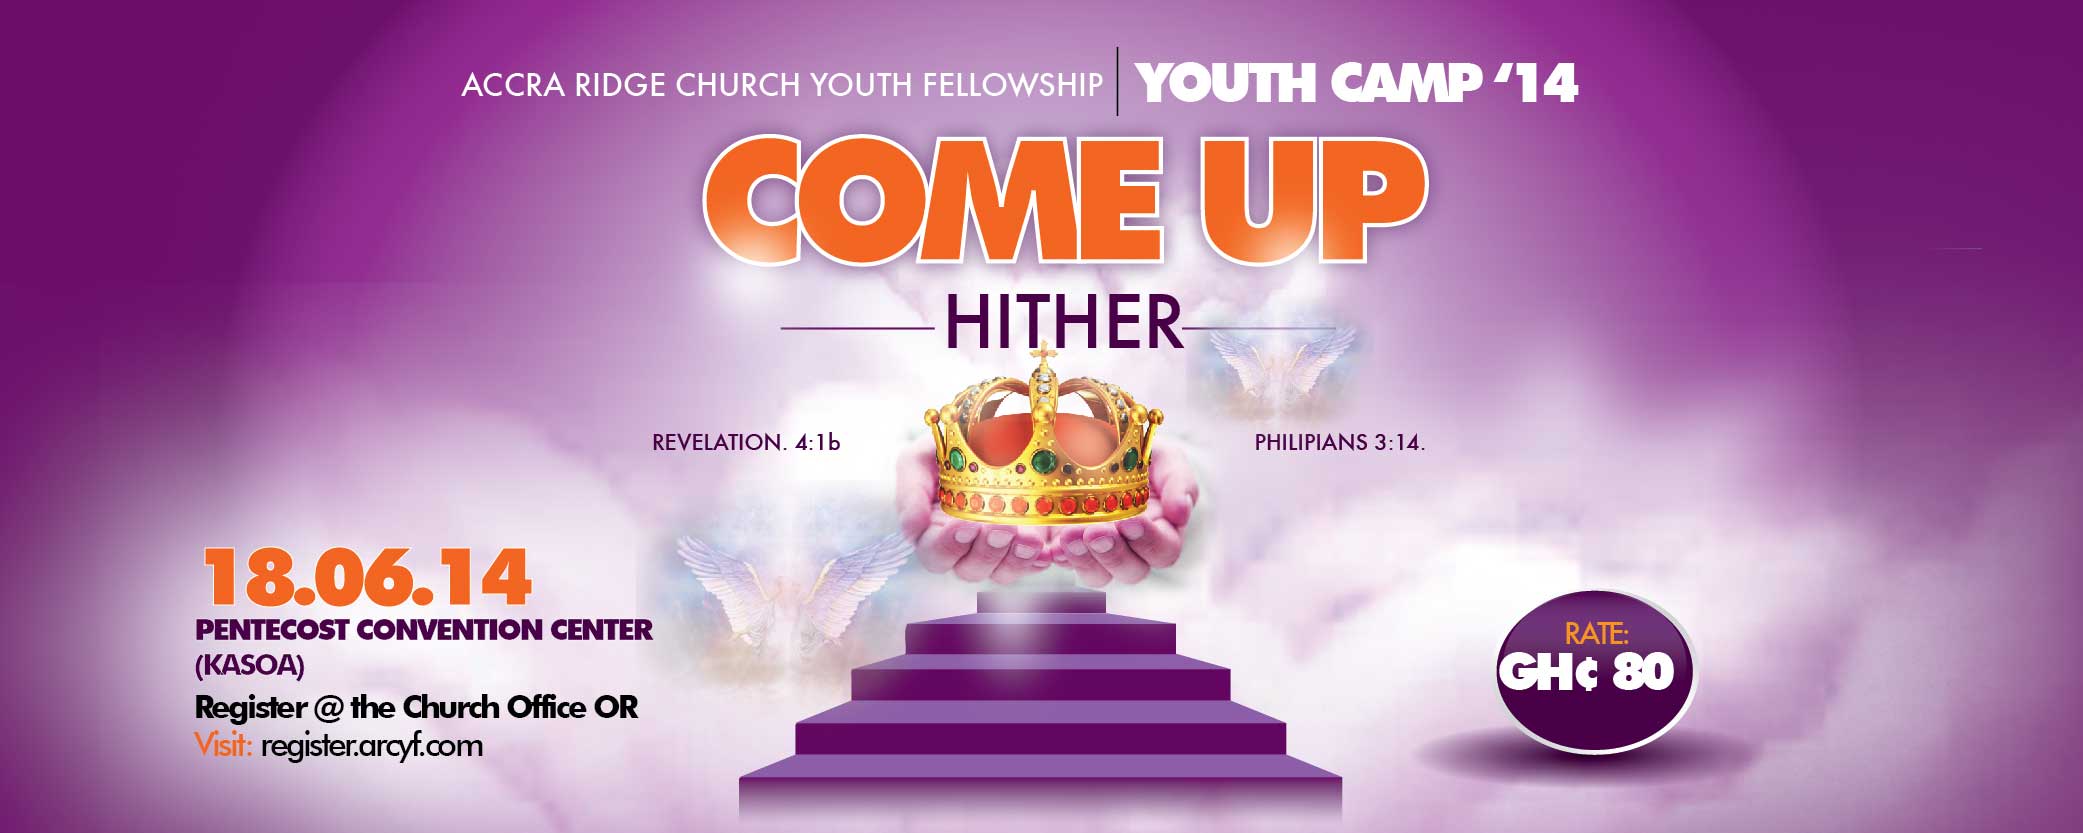 ACCRA RIDGE CHURCH YOUTH FELLOWSHIP YOUTH CAMP ‘14
COME UP
HITHER
REVELATION. 4:1b
PHILIPIANS 3:14.
18.06.14
PENTECOST CONVENTION CENTER
(KASOA)
Register @ the Church Office OR
Visit: register.arcyf.com
RATE:
GH¢ 80